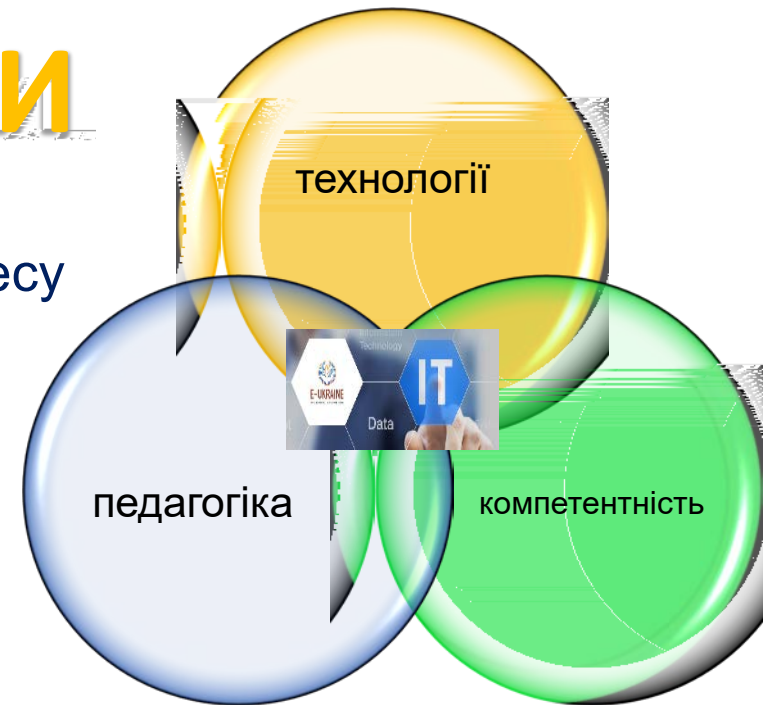 И
технології
есу
Technology
E-UKRAINE
IT
Data
педагогіка
компетентність